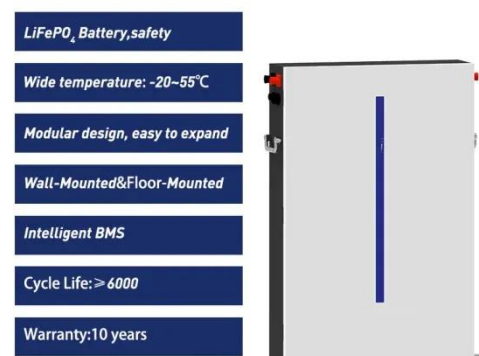 LiFePO₄ Battery,safety
Wide temperature: -20~55℃
Modular design, easy to expand
Wall-Mounted&Floor-Mounted
Intelligent BMS
Cycle Life:≥6000
Warranty:10 years